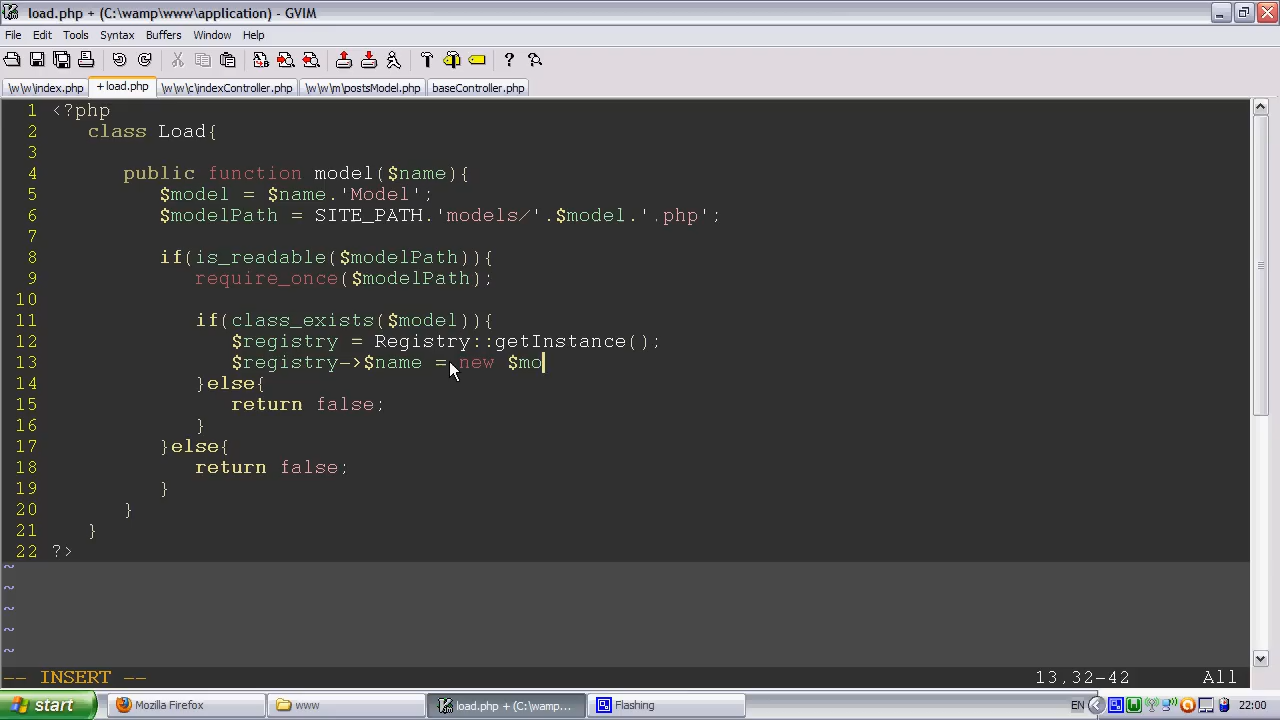 load.php + (C:\wamp\www\application) - GVIM
File Edit Tools Syntax Buffers Window Help
\w\w\index.php + load.php \w\w\c\indexController.php \w\w\m\postsModel.php baseController.php
1 <?php
2 class Load{
3
4 public function model($name){
5 $model = $name.'Model';
6 $modelPath = SITE_PATH.'models/'.$model.'.php';
7
8 if(is_readable($modelPath)){
9 require_once($modelPath);
10
11 if(class_exists($model)){
12 $registry = Registry::getInstance();
13 $registry->$name = new $mo
14 }else{
15 return false;
16 }
17 }else{
18 return false;
19 }
20 }
21 }
22 ?>
~
~
~
~
~
-- INSERT -- 13,32-42 All
start Mozilla Firefox www load.php + (C:\wamp... Flashing EN 22:00